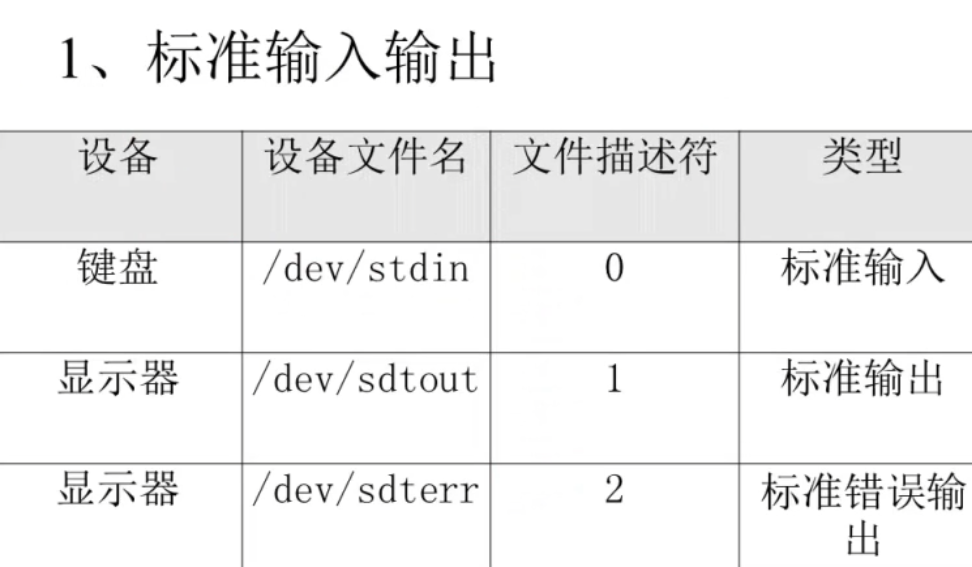 1、标准输入输出
设备 设备文件名 文件描述符 类型
键盘 /dev/stdin 0 标准输入
显示器 /dev/sdtout 1 标准输出
显示器 /dev/sdterr 2 标准错误输
出